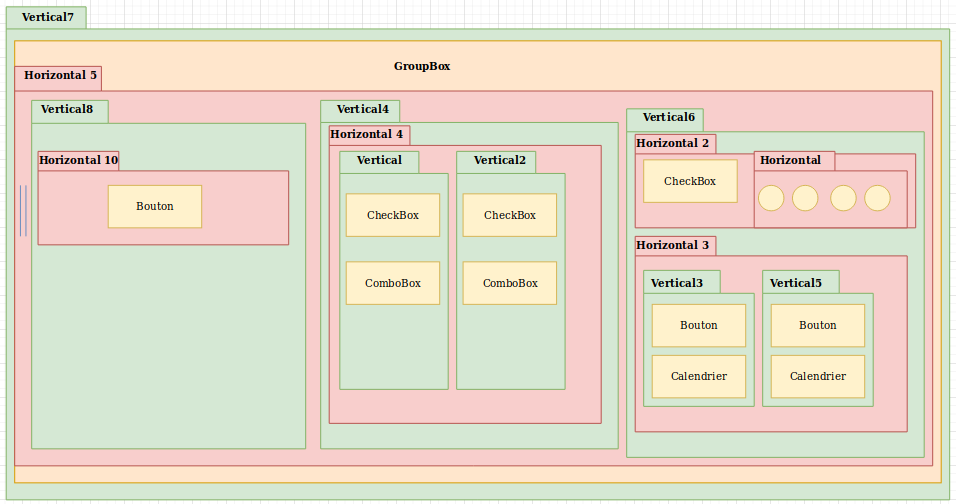 Vertical7
GroupBox
Horizontal 5
Vertical8
Horizontal 10
Bouton
Vertical4
Horizontal 4
Vertical
CheckBox
ComboBox
Vertical2
CheckBox
ComboBox
Vertical6
Horizontal 2
CheckBox
Horizontal
Horizontal 3
Vertical3
Bouton
Calendrier
Vertical5
Bouton
Calendrier